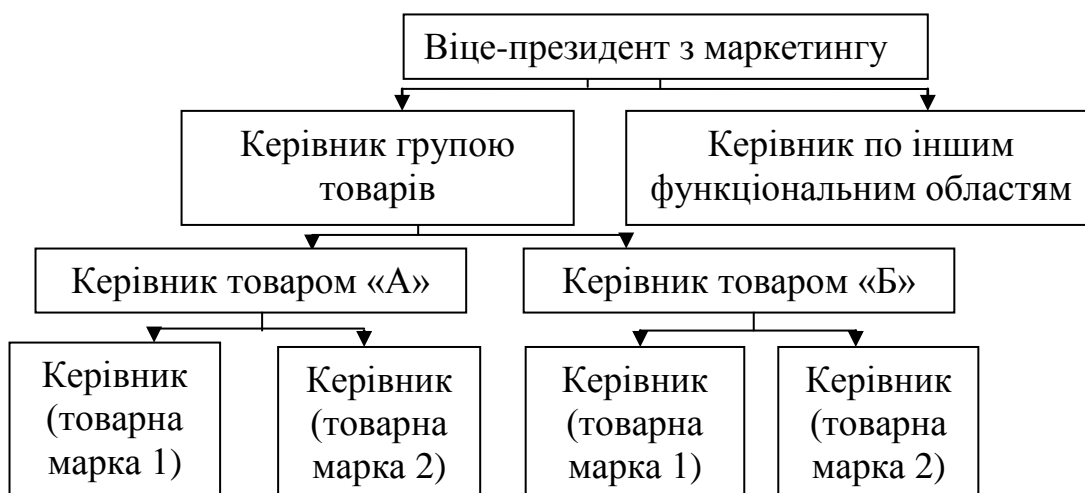 Віце-президент з маркетингу
Керівник групою
товарів
Керівник по іншим
функціональним областям
Керівник товаром «А»
Керівник товаром «Б»
Керівник
(товарна
марка 1)
Керівник
(товарна
марка 2)
Керівник
(товарна
марка 1)
Керівник
(товарна
марка 2)